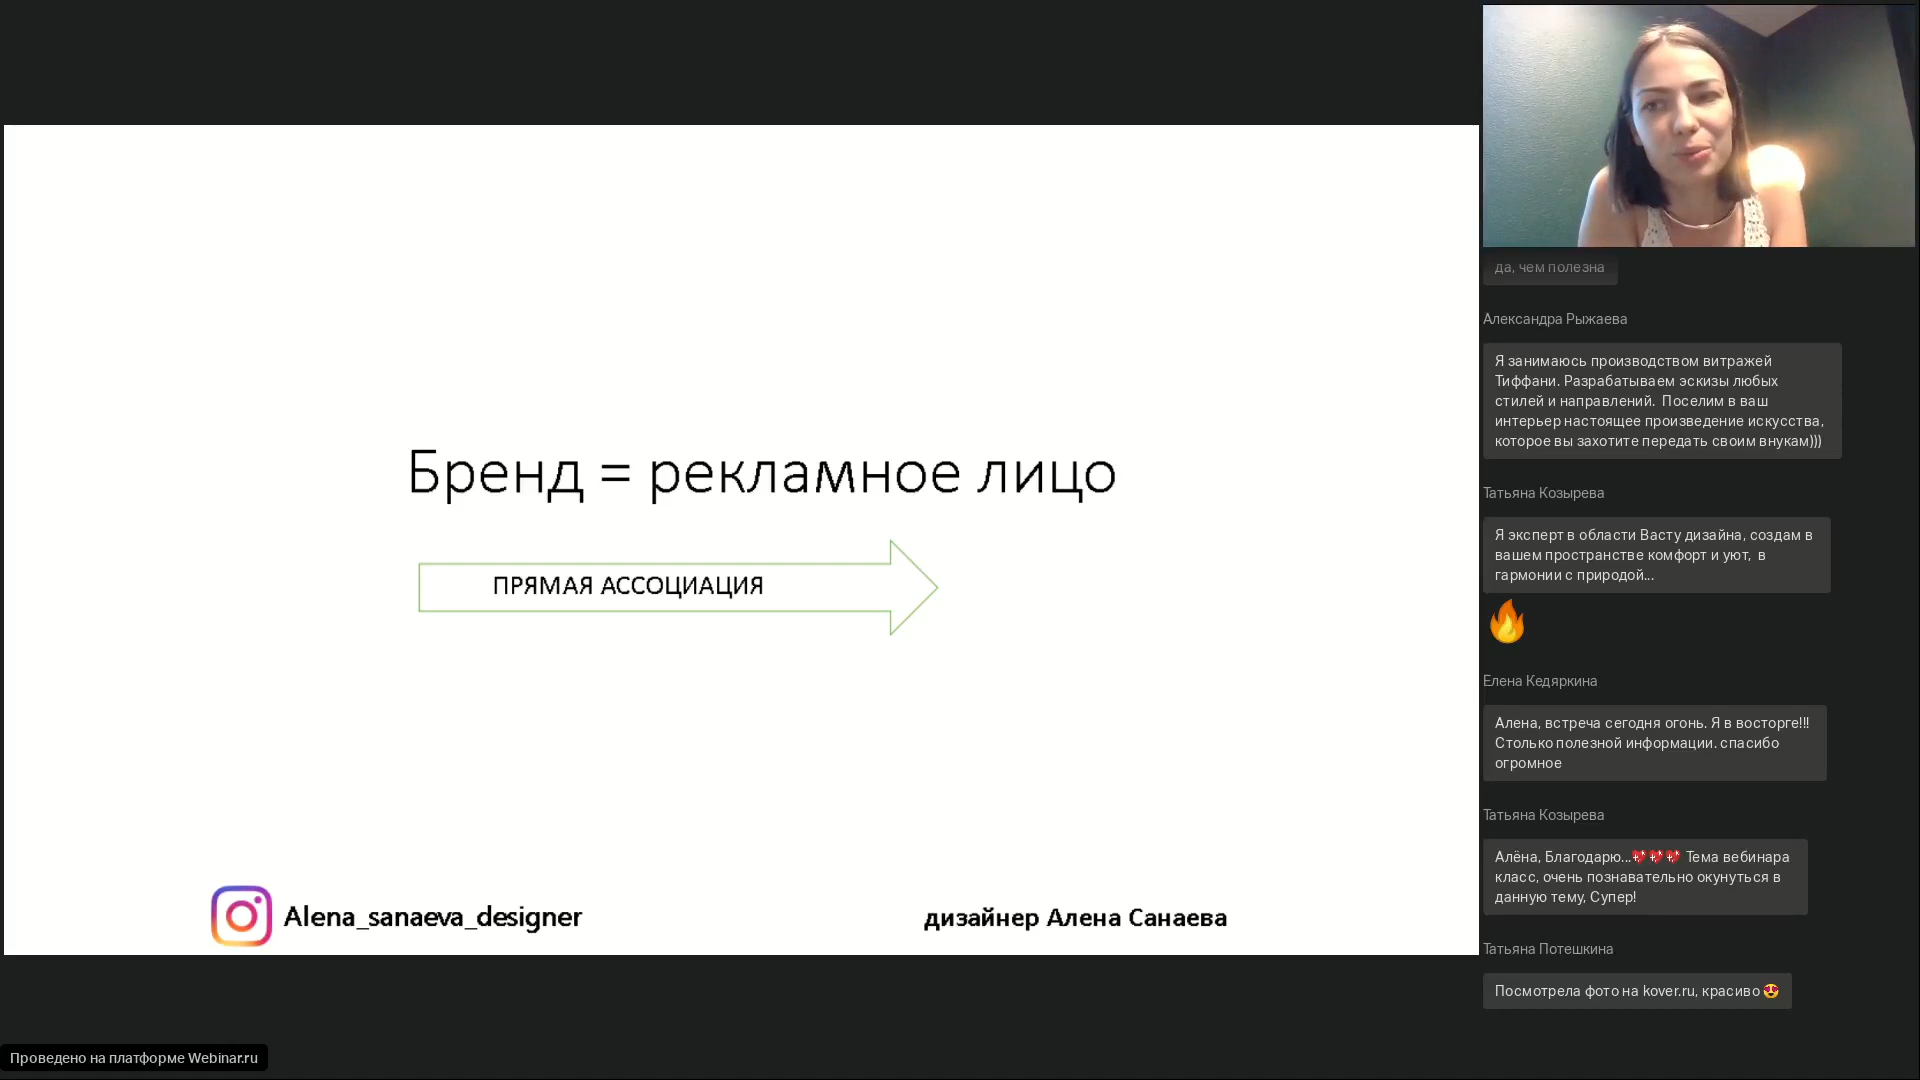 Бренд = рекламное лицо
ПРЯМАЯ АССОЦИАЦИЯ
Alena_sanaeva_designer
дизайнер Алена Санаева
да, чем полезна
Александра Рыжаева
Я занимаюсь производством витражей
Тиффани. Разрабатываем эскизы любых
стилей и направлений. Поселим в ваш
интерьер настоящее произведение искусства,
которое вы захотите передать своим внукам)))
Татьяна Козырева
Я эксперт в области Васту дизайна, создам в
вашем пространстве комфорт и уют, в
гармонии с природой...
🔥
Елена Кедяркина
Алена, встреча сегодня огонь. Я в восторге!!!
Столько полезной информации. спасибо
огромное
Татьяна Козырева
Алёна, Благодарю...💖💖💖 Тема вебинара
класс, очень познавательно окунуться в
данную тему, Супер!
Татьяна Потешкина
Посмотрела фото на kover.ru, красиво 😍
Проведено на платформе Webinar.ru